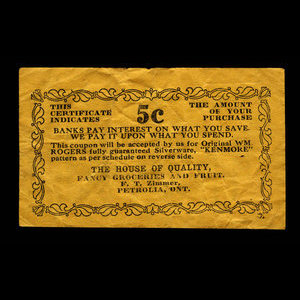 THIS CERTIFICATE INDICATES
5c
THE AMOUNT OF YOUR PURCHASE
BANKS PAY INTEREST ON WHAT YOU SAVE.
WE PAY IT UPON WHAT YOU SPEND.
This coupon will be accepted by us for Original WM
ROGERS fully guaranteed Silverware, "KENMORE"
pattern as per schedule on reverse side.
THE HOUSE OF QUALITY,
FANCY GROCERIES AND FRUIT.
F. T. Zimmer,
PETROLIA, ONT.